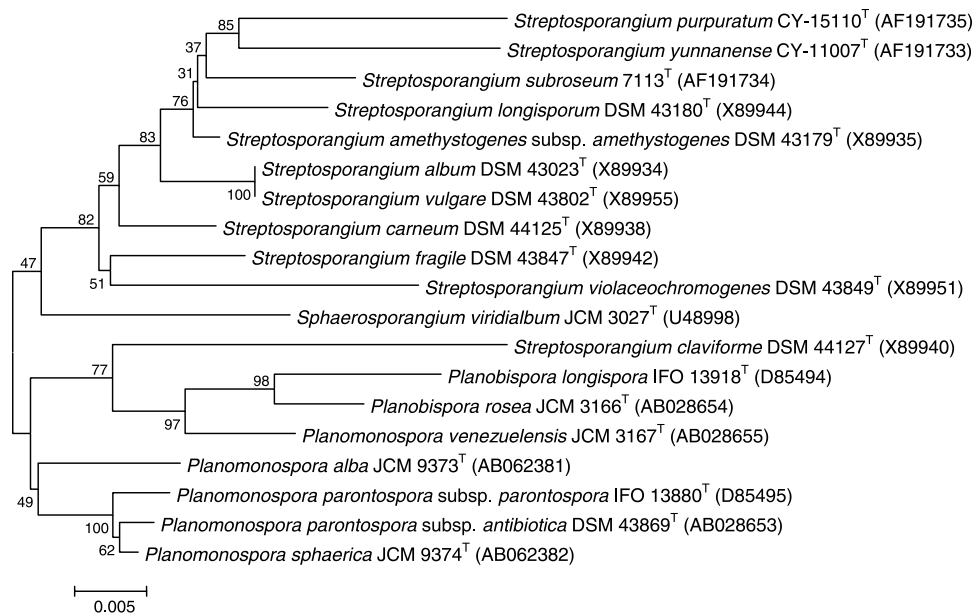 85 Streptosporangium purpuratum CY-15110T (AF191735)
37 Streptosporangium yunnanense CY-11007T (AF191733)
31 Streptosporangium subroseum 7113T (AF191734)
76 Streptosporangium longisporum DSM 43180T (X89944)
83 Streptosporangium amethystogenes subsp. amethystogenes DSM 43179T (X89935)
Streptosporangium album DSM 43023T (X89934)
100 Streptosporangium vulgare DSM 43802T (X89955)
59
82 Streptosporangium carneum DSM 44125T (X89938)
47 Streptosporangium fragile DSM 43847T (X89942)
51 Streptosporangium violaceochromogenes DSM 43849T (X89951)
Sphaerosporangium viridialbum JCM 3027T (U48998)
77 Streptosporangium claviforme DSM 44127T (X89940)
98 Planobispora longispora IFO 13918T (D85494)
Planobispora rosea JCM 3166T (AB028654)
97 Planomonospora venezuelensis JCM 3167T (AB028655)
Planomonospora alba JCM 9373T (AB062381)
49 Planomonospora parontospora subsp. parontospora IFO 13880T (D85495)
100 Planomonospora parontospora subsp. antibiotica DSM 43869T (AB028653)
62 Planomonospora sphaerica JCM 9374T (AB062382)
0.005